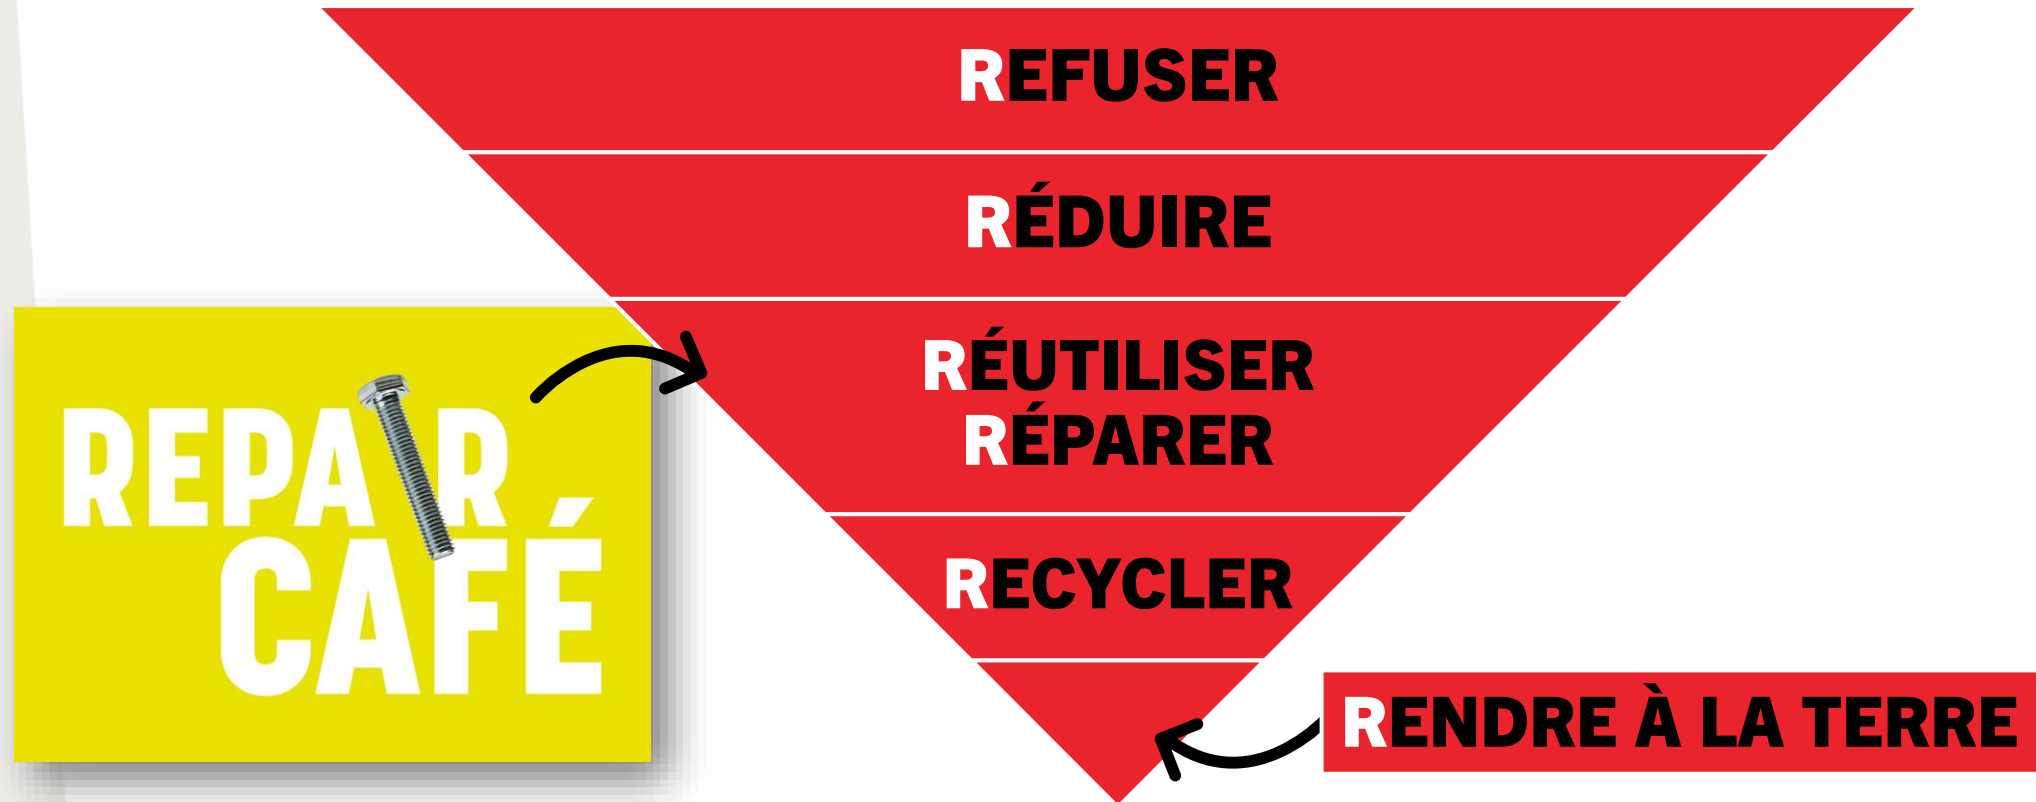 REFUSER
RÉDUIRE
RÉUTILISER
RÉPARER
RECYCLER
RENDRE À LA TERRE
REPAIR
CAFÉ